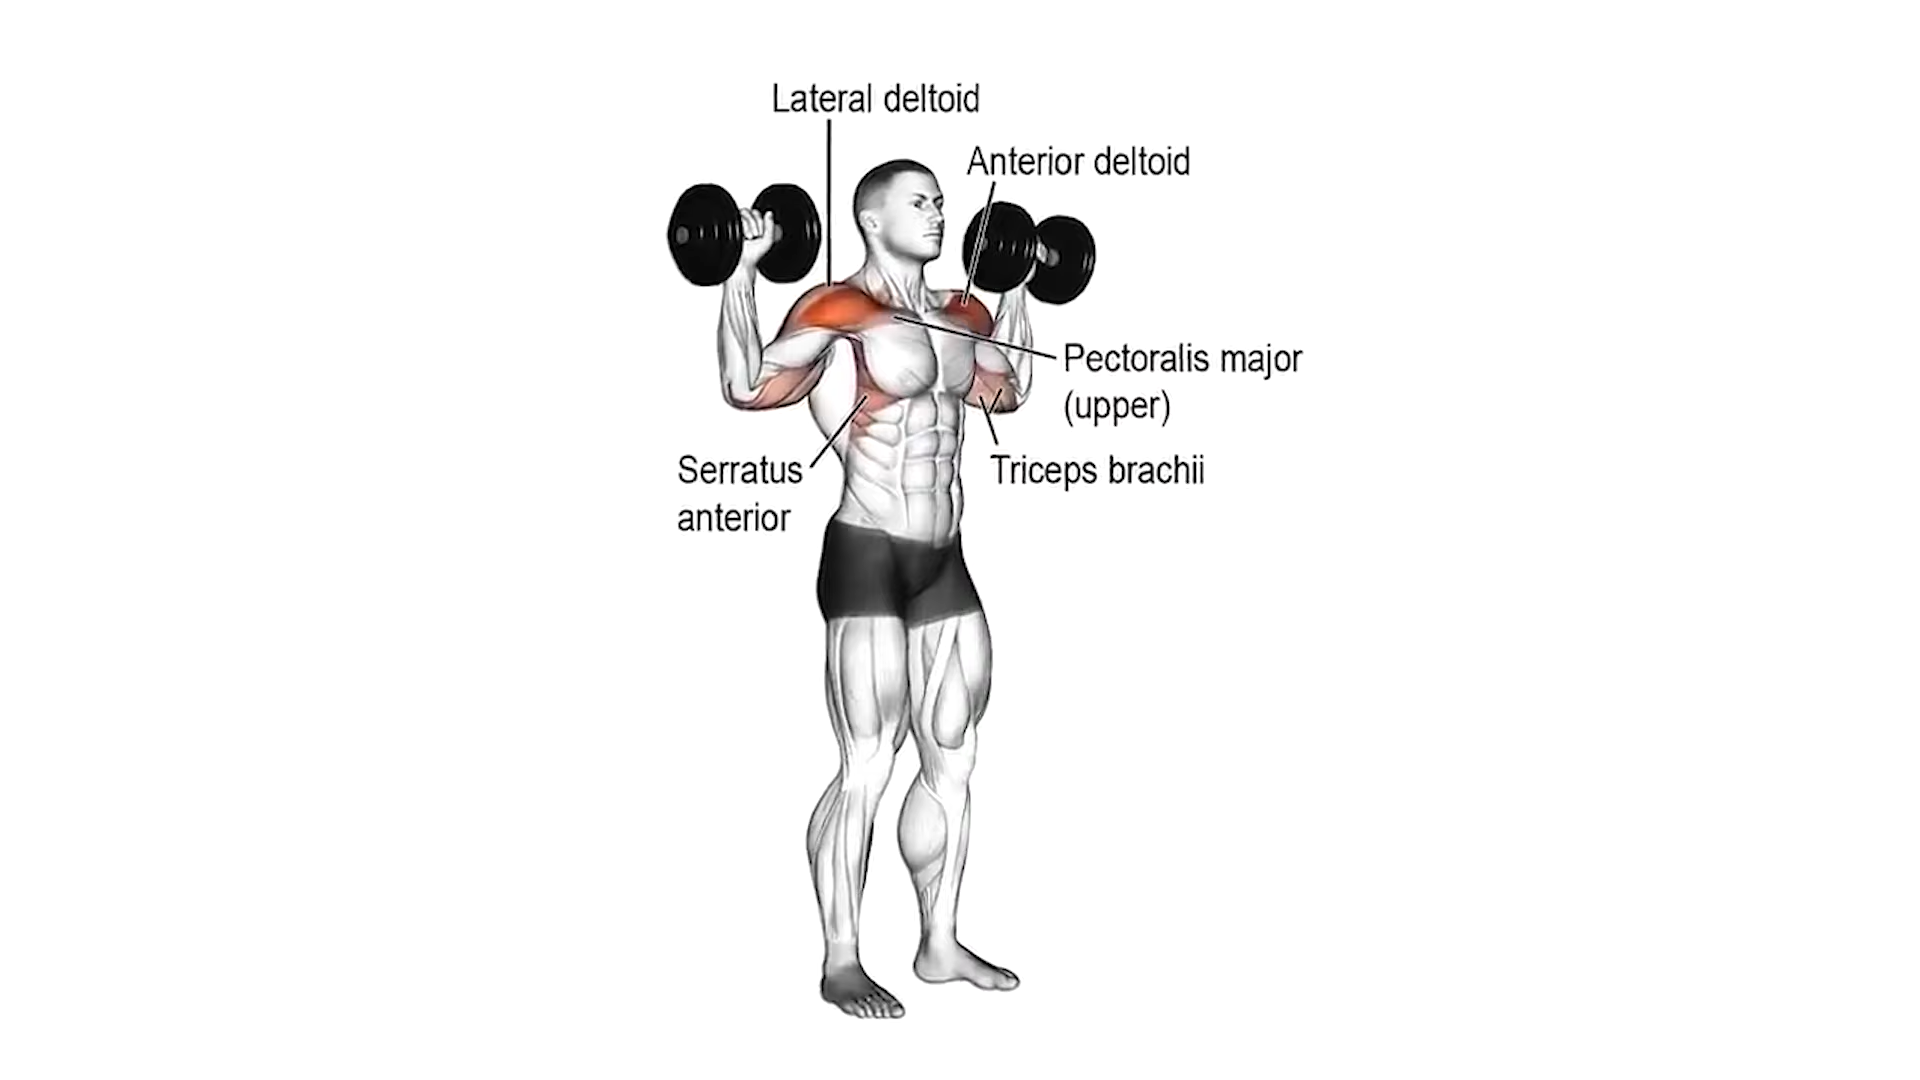 Lateral deltoid
Anterior deltoid
Pectoralis major
(upper)
Serratus
anterior
Triceps brachii